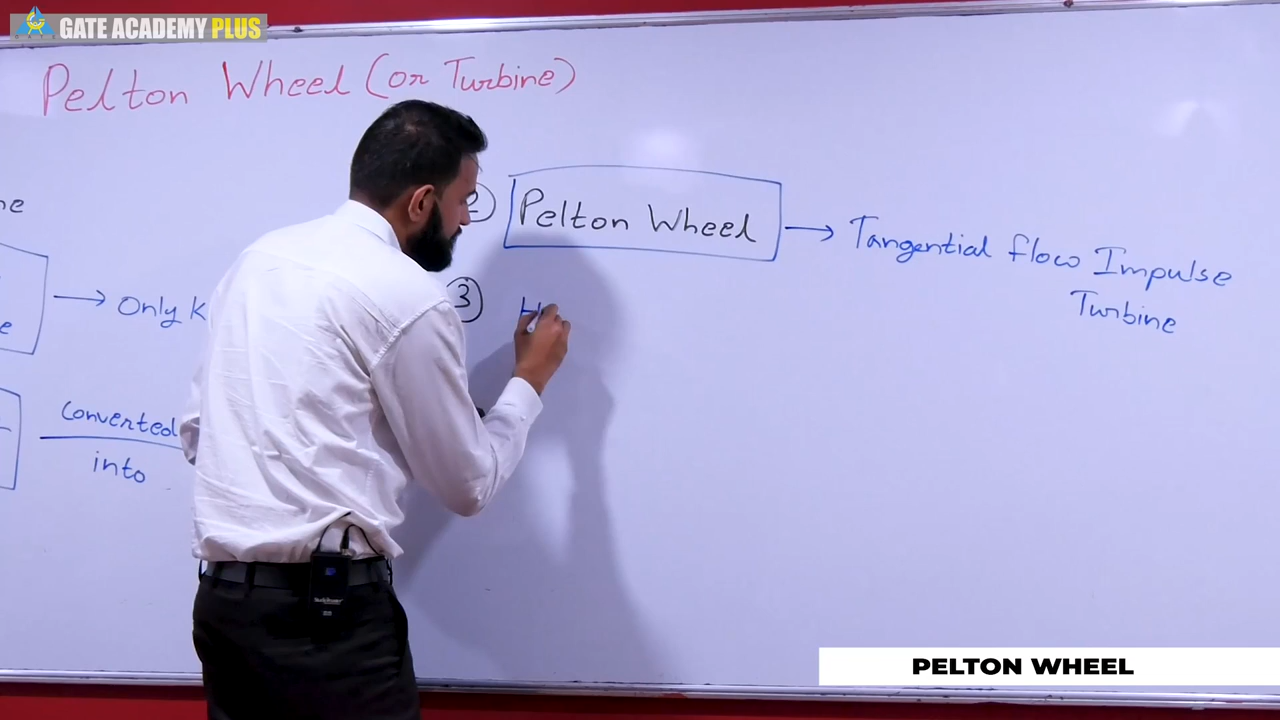 GATE ACADEMY PLUS
Pelton Wheel (or Turbine)
ne
→ Only K
e
converted
into
2 Pelton Wheel → Tangential flow Impulse
Turbine
3 H
PELTON WHEEL